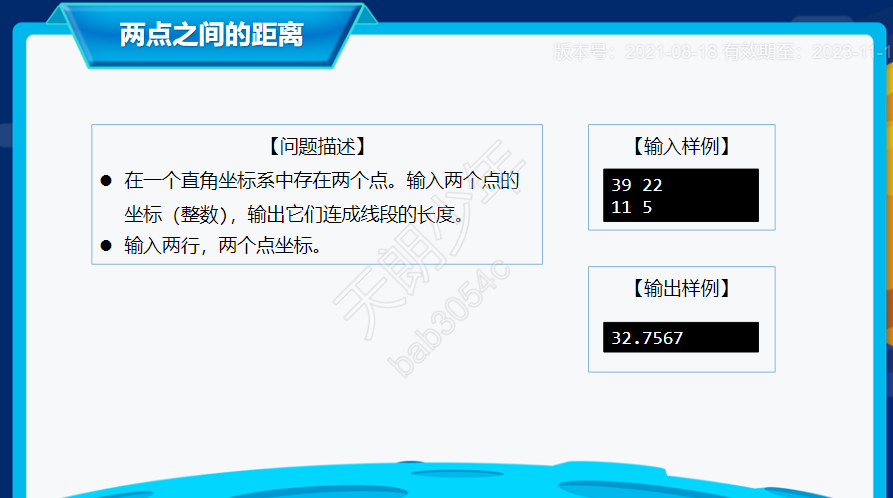 两点之间的距离
版本号：2021-08-18 有效期至：2023-11-1
【问题描述】
● 在一个直角坐标系中存在两个点。输入两个点的
坐标（整数），输出它们连成线段的长度。
● 输入两行，两个点坐标。
【输入样例】
39 22
11 5
【输出样例】
32.7567
天朗少年
bab3054c